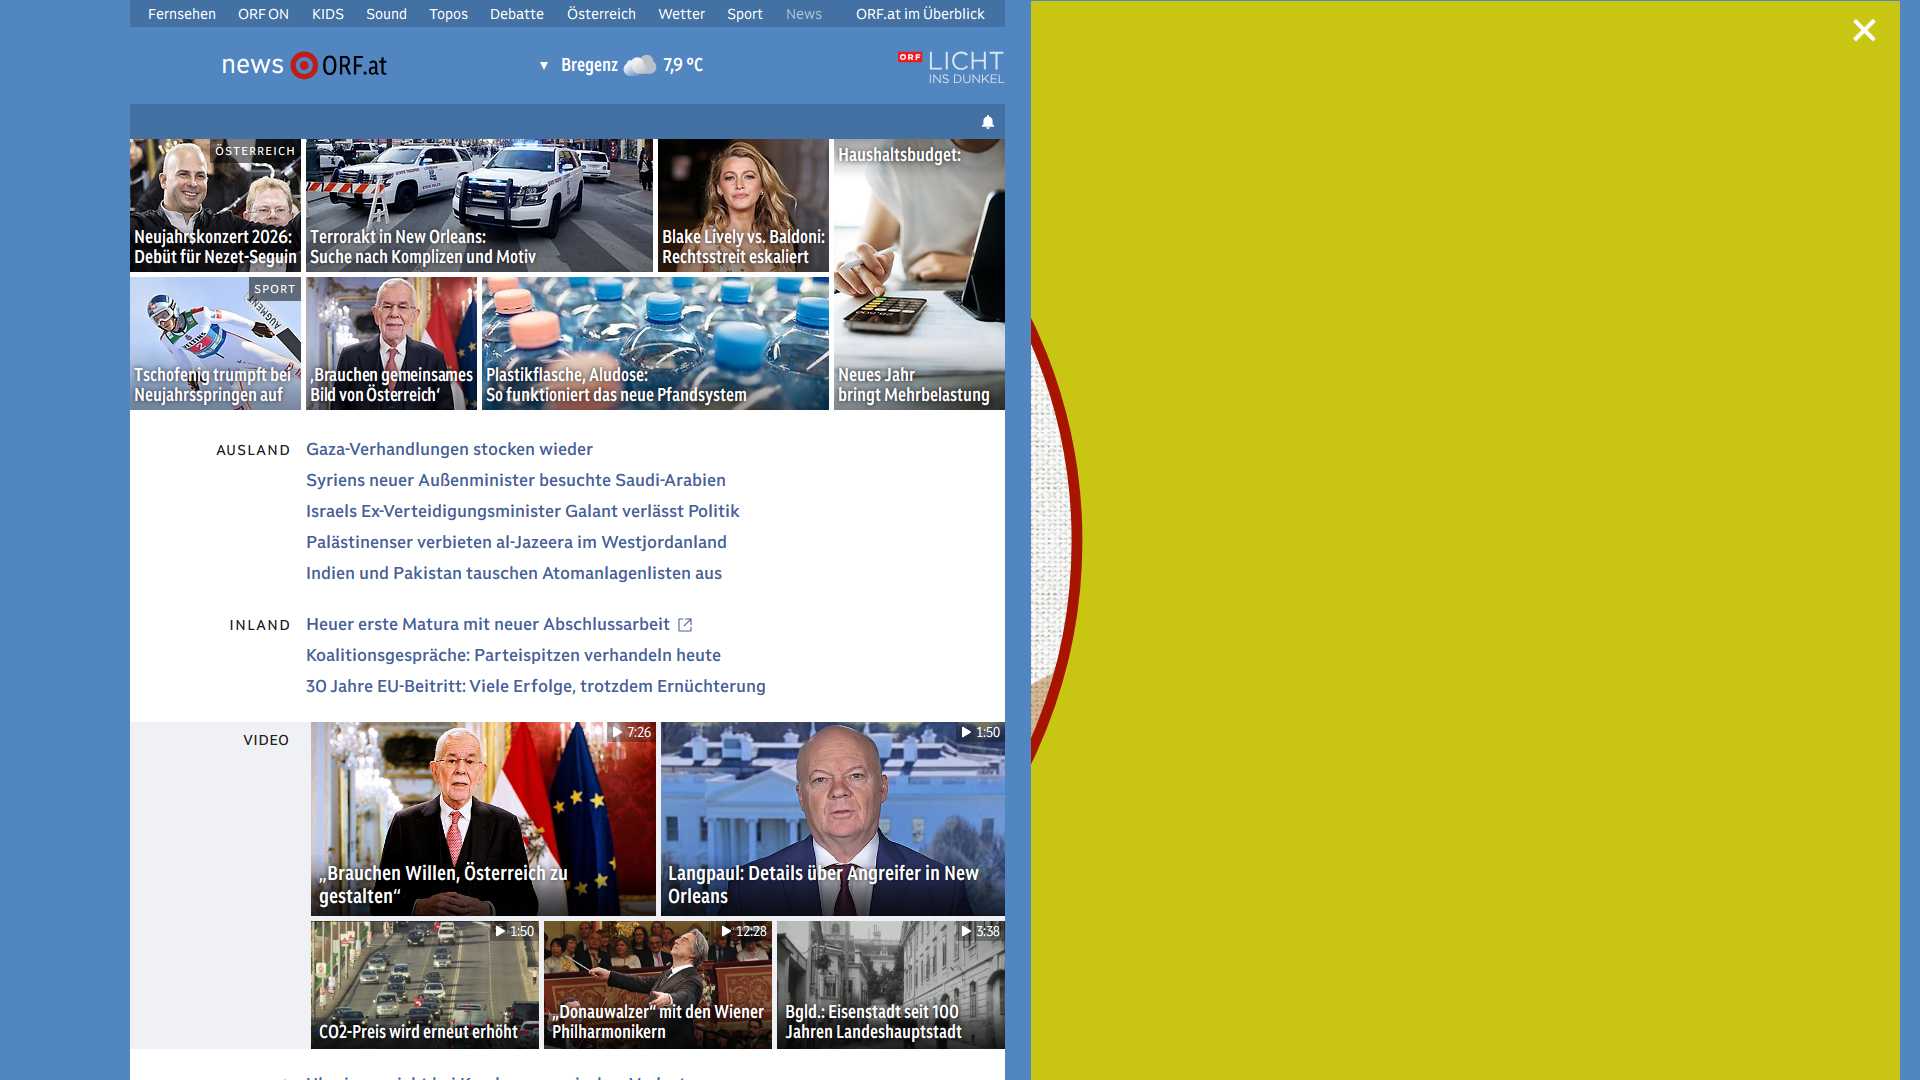 Fernsehen ORF ON KIDS Sound Topos Debatte Österreich Wetter Sport News ORF.at im Überblick
news ORF.at
Bregenz 7,9 °C
ORF LICHT
INS DUNKEL
ÖSTERREICH
Neujahrskonzert 2026:
Debüt für Nezet-Seguin
Terrorakt in New Orleans:
Suche nach Komplizen und Motiv
Blake Lively vs. Baldoni:
Rechtsstreit eskaliert
Haushaltsbudget:
Neues Jahr
bringt Mehrbelastung
SPORT
Tschofenig trumpft bei
Neujahrsspringen auf
‚Brauchen gemeinsames
Bild von Österreich‘
Plastikflasche, Aludose:
So funktioniert das neue Pfandsystem
AUSLAND
Gaza-Verhandlungen stocken wieder
Syriens neuer Außenminister besuchte Saudi-Arabien
Israels Ex-Verteidigungsminister Galant verlässt Politik
Palästinenser verbieten al-Jazeera im Westjordanland
Indien und Pakistan tauschen Atomanlagenlisten aus
INLAND
Heuer erste Matura mit neuer Abschlussarbeit
Koalitionsgespräche: Parteispitzen verhandeln heute
30 Jahre EU-Beitritt: Viele Erfolge, trotzdem Ernüchterung
VIDEO
7:26
„Brauchen Willen, Österreich zu
gestalten“
1:50
Langpaul: Details über Angreifer in New
Orleans
1:50
CO2-Preis wird erneut erhöht
12:28
„Donauwalzer“ mit den Wiener
Philharmonikern
3:38
Bgld.: Eisenstadt seit 100
Jahren Landeshauptstadt